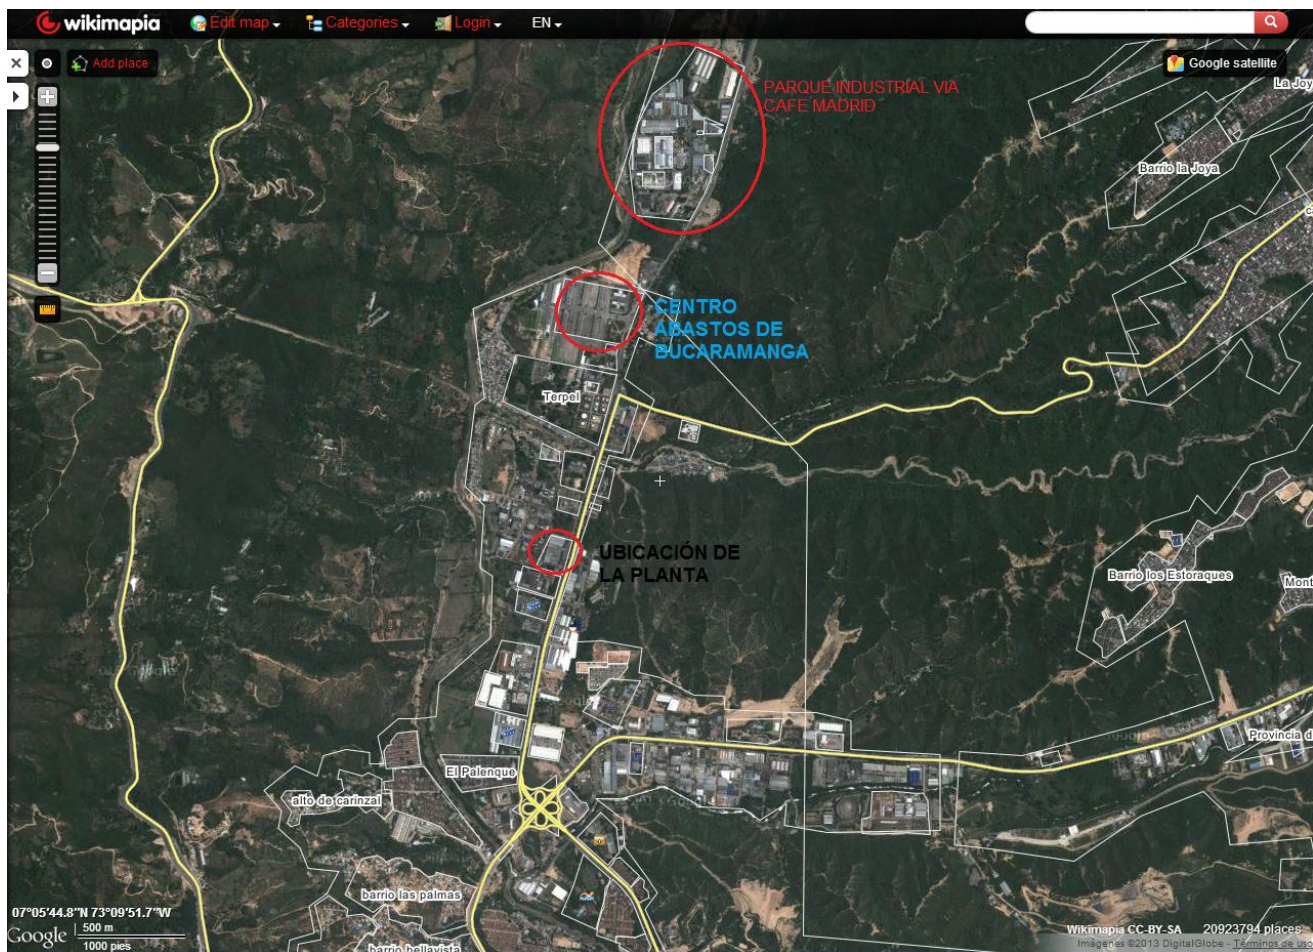 wikimapia
Edit map
Categories
Login
EN
Add place
Google satellite
PARQUE INDUSTRIAL VIA
CAFE MADRID
La Joy
Barrio la Joya
CENTRO
ABASTOS DE
BUCARAMANGA
Terpel
UBICACIÓN DE
LA PLANTA
Barrio los Estoraques
Mont
Provincia d
El Palenque
alto de carinzal
barrio las palmas
barrio bellavista
07°05'44.8"N 73°09'51.7"W
Google
500 m
1000 pies
Wikimapia CC-BY-SA 20923794 places
Imágenes ©2013 DigitalGlobe - Términos de